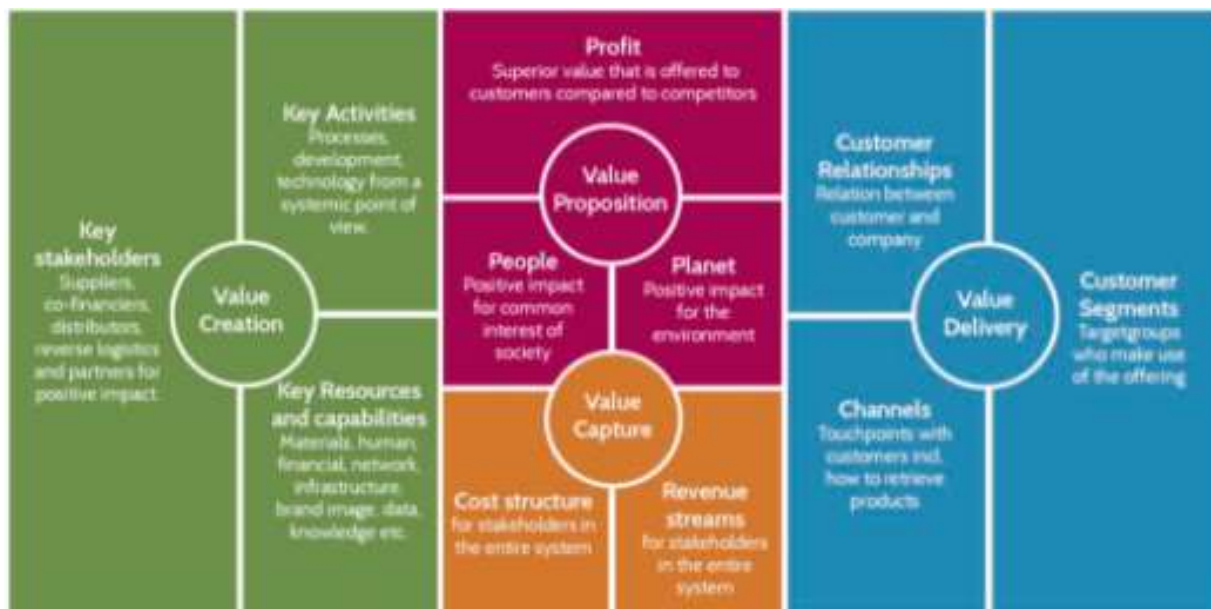 Key
stakeholders
Suppliers,
co-financiers,
distributors,
reverse logistics
and partners for
positive impact.
Key Activities
Processes,
development,
technology from a
systemic point of
view.
Value
Creation
Key Resources
and capabilities
Materials, human,
financial, network,
infrastructure,
brand image, data,
knowledge etc.
Profit
Superior value that is offered to
customers compared to competitors
Value
Proposition
People
Positive impact
for common
interest of
society
Planet
Positive impact
for the
environment
Value
Capture
Cost structure
for stakeholders in
the entire system
Revenue
streams
for stakeholders
in the entire
system
Customer
Relationships
Relation between
customer and
company
Value
Delivery
Channels
Touchpoints with
customers incl.
how to retrieve
products
Customer
Segments
Targetgroups
who make use
of the offering